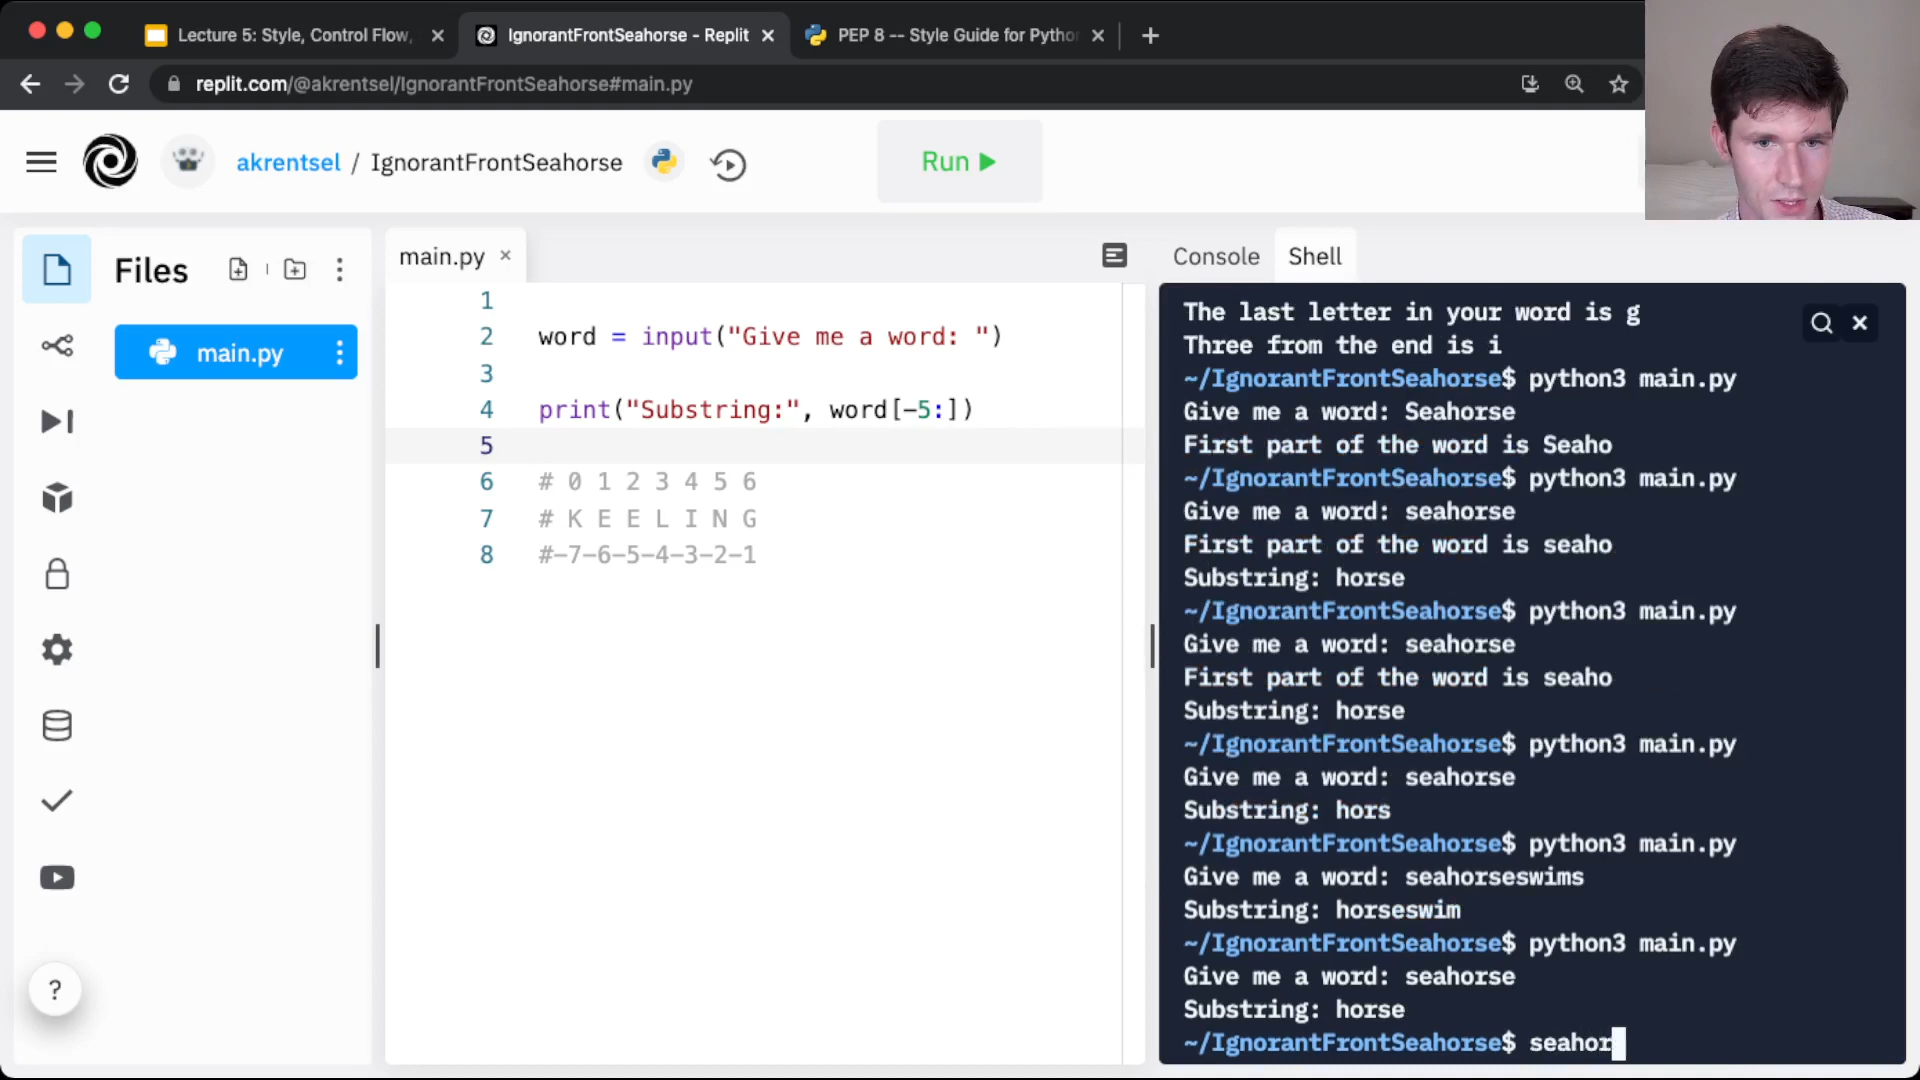 Lecture 5: Style, Control Flow,
IgnorantFrontSeahorse - Replit
PEP 8 -- Style Guide for Pytho
replit.com/@akrentsel/IgnorantFrontSeahorse#main.py
akrentsel / IgnorantFrontSeahorse
Run
Files
main.py
main.py
1
2 word = input("Give me a word: ")
3
4 print("Substring:", word[-5:])
5
6 # 0 1 2 3 4 5 6
7 # K E E L I N G
8 #-7-6-5-4-3-2-1
Console
Shell
The last letter in your word is g
Three from the end is i
~/IgnorantFrontSeahorse$ python3 main.py
Give me a word: Seahorse
First part of the word is Seaho
~/IgnorantFrontSeahorse$ python3 main.py
Give me a word: seahorse
First part of the word is seaho
Substring: horse
~/IgnorantFrontSeahorse$ python3 main.py
Give me a word: seahorse
First part of the word is seaho
Substring: horse
~/IgnorantFrontSeahorse$ python3 main.py
Give me a word: seahorse
Substring: hors
~/IgnorantFrontSeahorse$ python3 main.py
Give me a word: seahorseswims
Substring: horseswim
~/IgnorantFrontSeahorse$ python3 main.py
Give me a word: seahorse
Substring: horse
~/IgnorantFrontSeahorse$ seahor
?